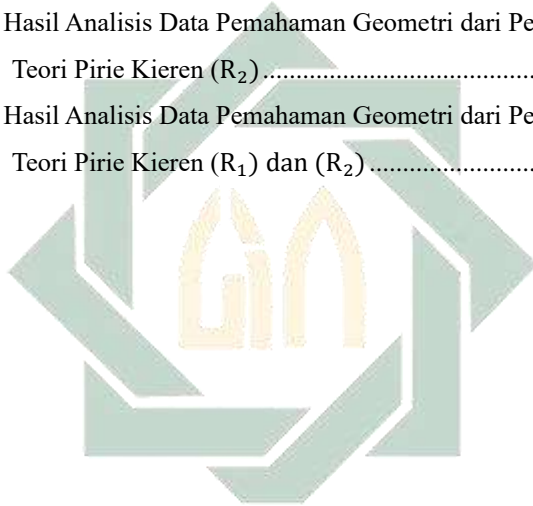 Hasil Analisis Data Pemahaman Geometri dari Pe
Teori Pirie Kieren (R₂)......................................
Hasil Analisis Data Pemahaman Geometri dari Pe
Teori Pirie Kieren (R₁) dan (R₂)..........................